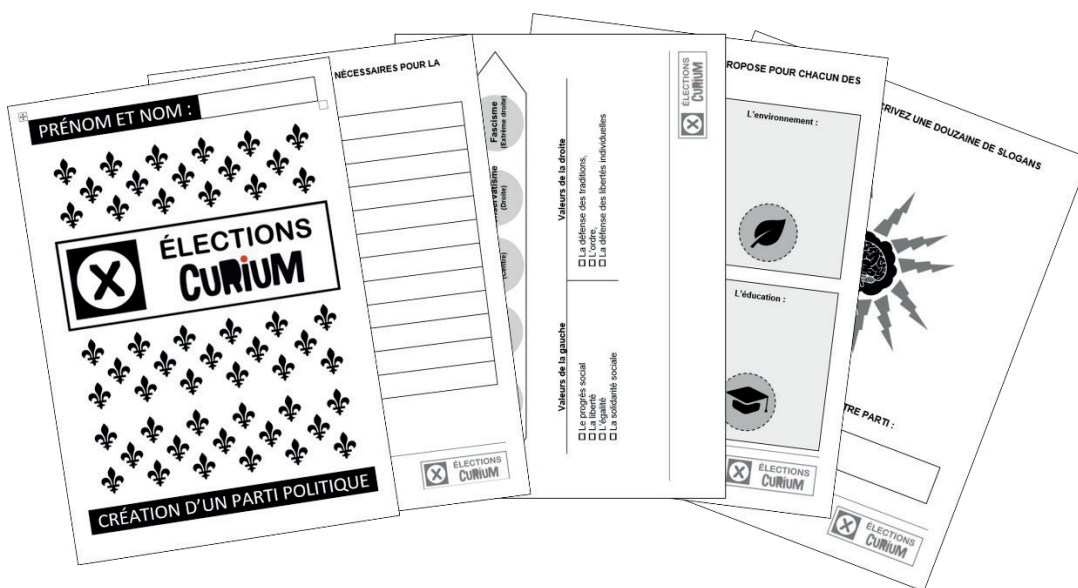 PRÉNOM ET NOM :
ÉLECTIONS
CURIUM
CRÉATION D'UN PARTI POLITIQUE
NÉCESSAIRES POUR LA
ÉLECTIONS
CURIUM
Fascisme
(Extrême droite)
(Droite)
(Centre)
Valeurs de la droite
La défense des traditions,
L'ordre,
La défense des libertés individuelles
Valeurs de la gauche
Le progrès social
La liberté
L'égalité
La solidarité sociale
ÉLECTIONS
CURIUM
POSE POUR CHACUN DES
L'environnement :
L'éducation :
ÉLECTIONS
CURIUM
CRIVEZ UNE DOUZAINE DE SLOGANS
TRE PARTI :
ÉLECTIONS
CURIUM